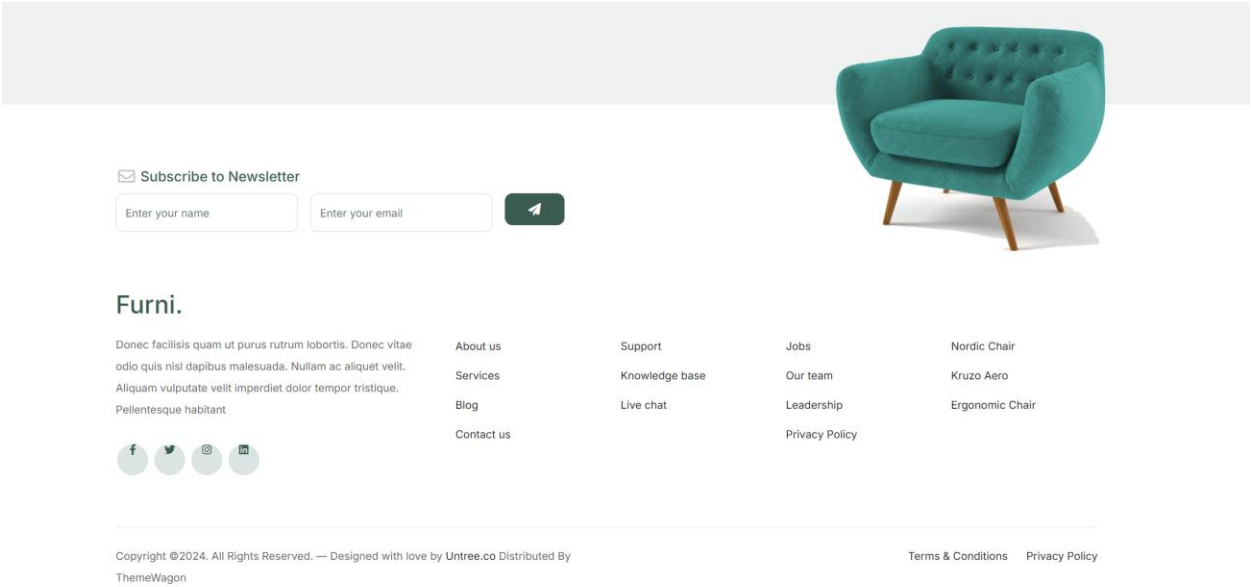 Subscribe to Newsletter
Enter your name
Enter your email
Furni.
Donec facilisis quam ut purus rutrum lobortis. Donec vitae
odio quis nisl dapibus malesuada. Nullam ac aliquet velit.
Aliquam vulputate velit imperdiet dolor tempor tristique.
Pellentesque habitant
About us
Services
Blog
Contact us
Support
Knowledge base
Live chat
Jobs
Our team
Leadership
Privacy Policy
Nordic Chair
Kruzo Aero
Ergonomic Chair
Copyright ©2024. All Rights Reserved. — Designed with love by Untree.co Distributed By
ThemeWagon
Terms & Conditions
Privacy Policy